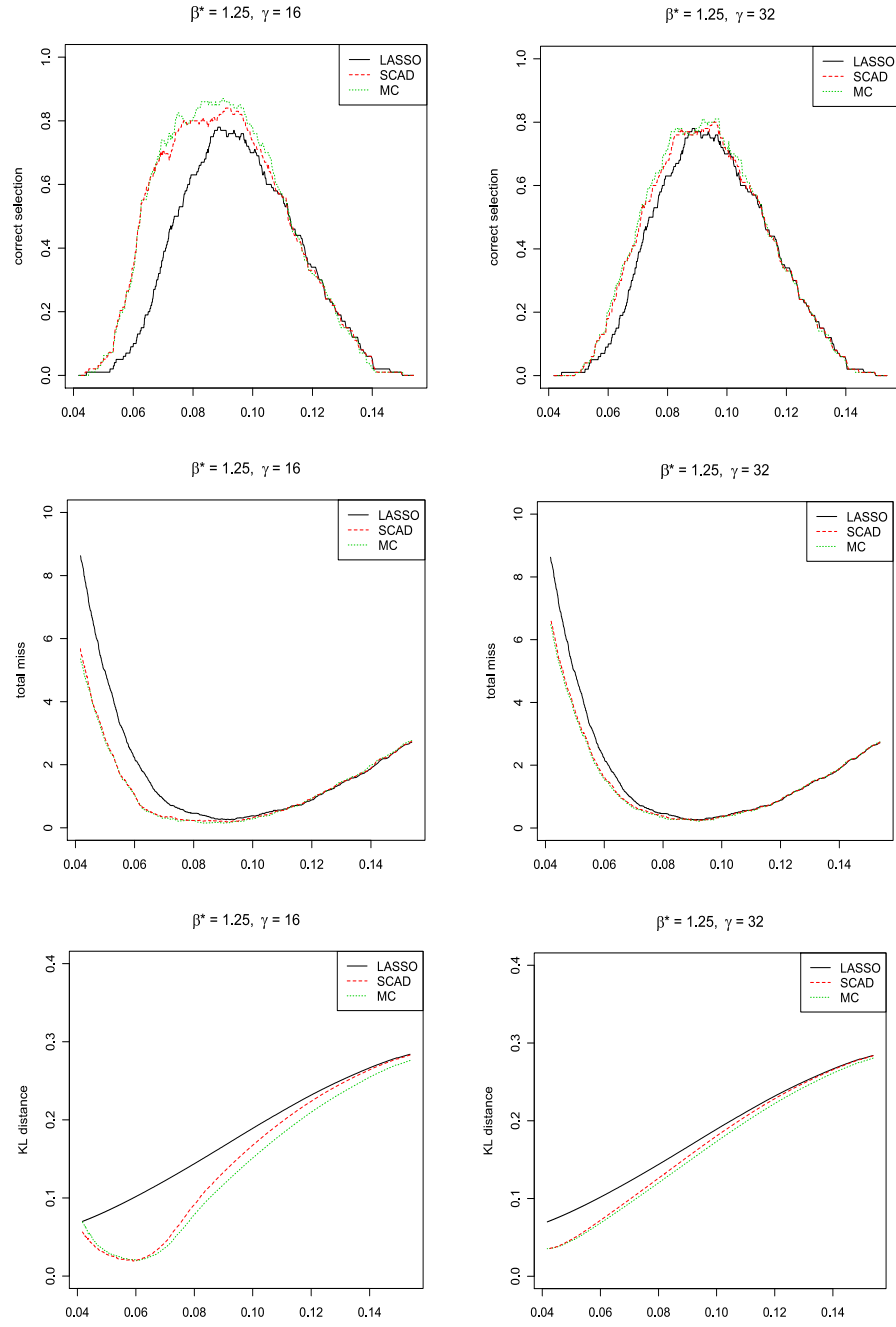 β* = 1.25, γ = 16
correct selection
1.0
0.8
0.6
0.4
0.2
0.0
LASSO
SCAD
MC
0.04 0.06 0.08 0.10 0.12 0.14
β* = 1.25, γ = 32
correct selection
1.0
0.8
0.6
0.4
0.2
0.0
LASSO
SCAD
MC
0.04 0.06 0.08 0.10 0.12 0.14
β* = 1.25, γ = 16
total miss
10
8
6
4
2
0
LASSO
SCAD
MC
0.04 0.06 0.08 0.10 0.12 0.14
β* = 1.25, γ = 32
total miss
10
8
6
4
2
0
LASSO
SCAD
MC
0.04 0.06 0.08 0.10 0.12 0.14
β* = 1.25, γ = 16
KL distance
0.4
0.3
0.2
0.1
0.0
LASSO
SCAD
MC
0.04 0.06 0.08 0.10 0.12 0.14
β* = 1.25, γ = 32
KL distance
0.4
0.3
0.2
0.1
0.0
LASSO
SCAD
MC
0.04 0.06 0.08 0.10 0.12 0.14